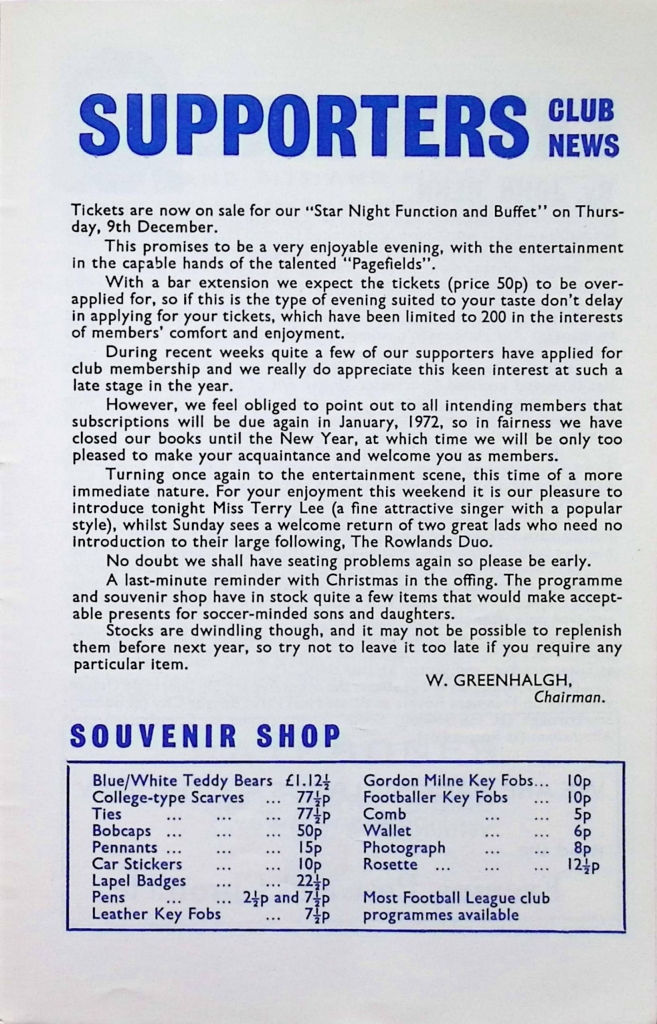 SUPPORTERS CLUB NEWS
Tickets are now on sale for our "Star Night Function and Buffet" on Thurs-
day, 9th December.
This promises to be a very enjoyable evening, with the entertainment
in the capable hands of the talented "Pagefields".
With a bar extension we expect the tickets (price 50p) to be over-
applied for, so if this is the type of evening suited to your taste don't delay
in applying for your tickets, which have been limited to 200 in the interests
of members' comfort and enjoyment.
During recent weeks quite a few of our supporters have applied for
club membership and we really do appreciate this keen interest at such a
late stage in the year.
However, we feel obliged to point out to all intending members that
subscriptions will be due again in January, 1972, so in fairness we have
closed our books until the New Year, at which time we will be only too
pleased to make your acquaintance and welcome you as members.
Turning once again to the entertainment scene, this time of a more
immediate nature. For your enjoyment this weekend it is our pleasure to
introduce tonight Miss Terry Lee (a fine attractive singer with a popular
style), whilst Sunday sees a welcome return of two great lads who need no
introduction to their large following, The Rowlands Duo.
No doubt we shall have seating problems again so please be early.
A last-minute reminder with Christmas in the offing. The programme
and souvenir shop have in stock quite a few items that would make accept-
able presents for soccer-minded sons and daughters.
Stocks are dwindling though, and it may not be possible to replenish
them before next year, so try not to leave it too late if you require any
particular item.
W. GREENHALGH,
Chairman.
SOUVENIR SHOP
Blue/White Teddy Bears £1.12½
College-type Scarves ... 77½p
Ties ... ... ... 77½p
Bobcaps ... ... ... 50p
Pennants ... ... ... 15p
Car Stickers ... ... 10p
Lapel Badges ... ... 22½p
Pens ... ... 2½p and 7½p
Leather Key Fobs ... 7½p
Gordon Milne Key Fobs... 10p
Footballer Key Fobs ... 10p
Comb ... ... 5p
Wallet ... ... 6p
Photograph ... ... 8p
Rosette ... ... ... 12½p
Most Football League club
programmes available